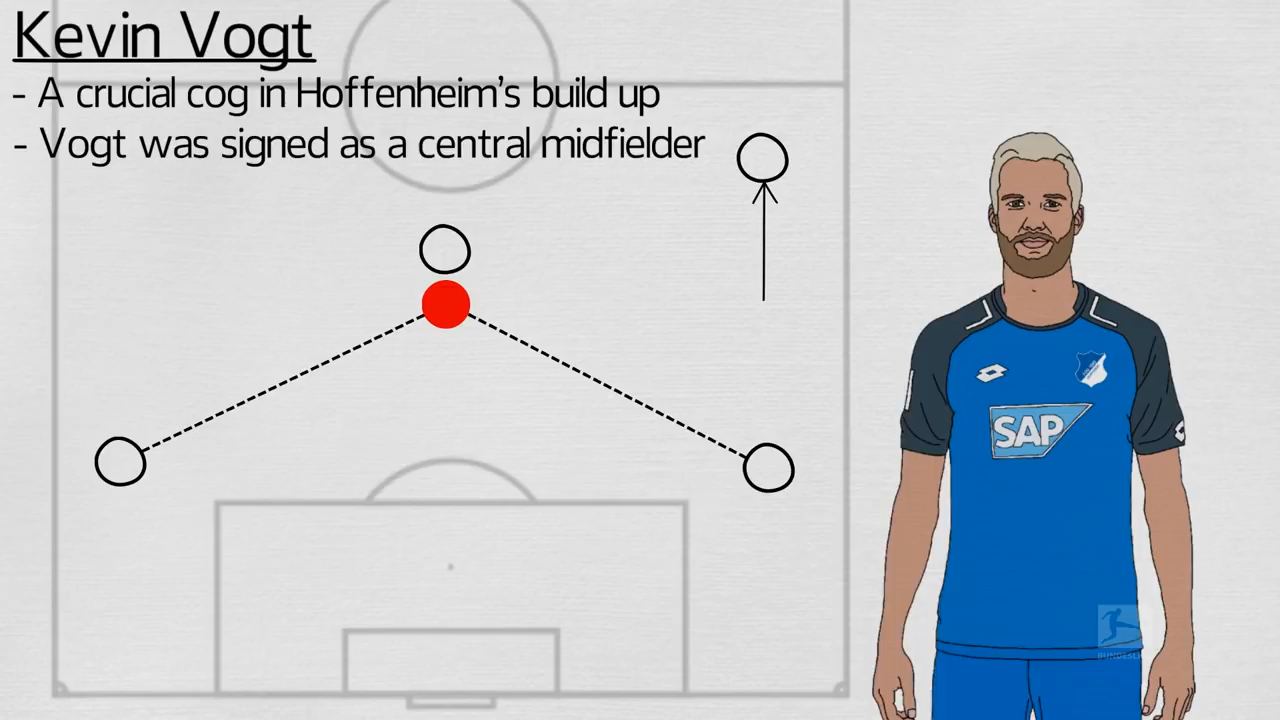 Kevin Vogt
- A crucial cog in Hoffenheim's build up
- Vogt was signed as a central midfielder
SAP